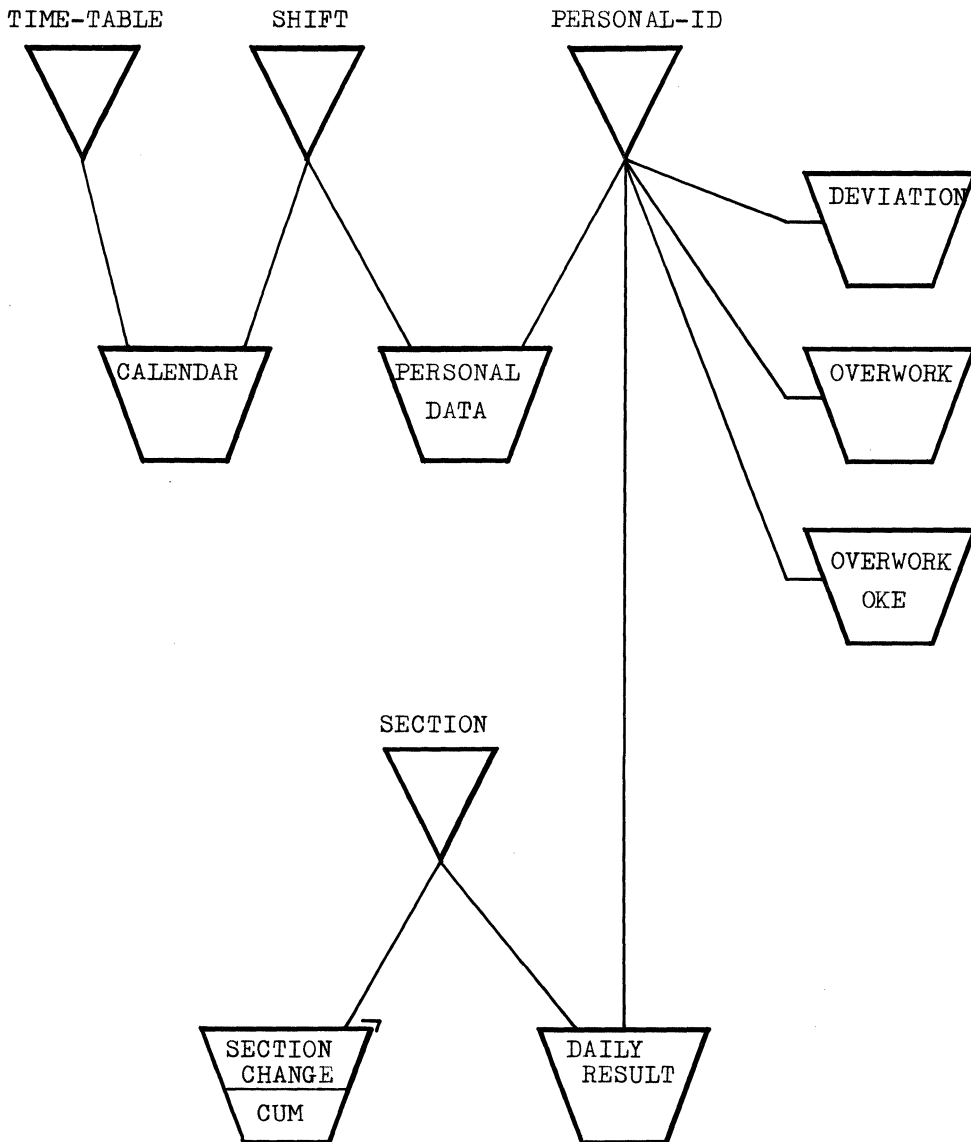 TIME-TABLE
SHIFT
PERSONAL-ID
DEVIATION
CALENDAR
PERSONAL
DATA
OVERWORK
OVERWORK
OKE
SECTION
SECTION
CHANGE
CUM
DAILY
RESULT